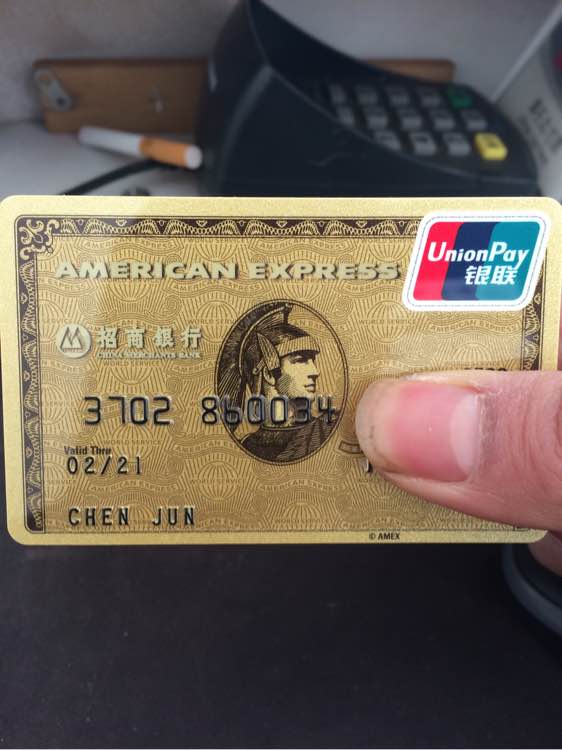 UnionPay
银联
AMERICAN EXPRESS
招商银行
CHINA MERCHANTS BANK
3702 860034
Valid Thru
02/21
CHEN JUN
© AMEX